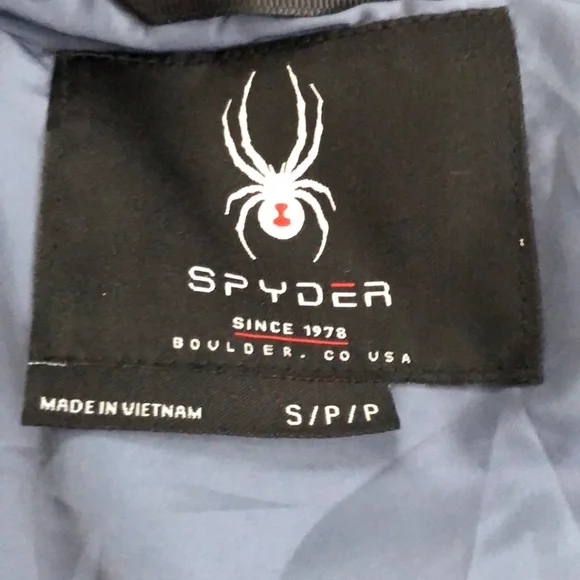 SPYDER
SINCE 1978
BOULDER, CO USA
MADE IN VIETNAM
S/P/P